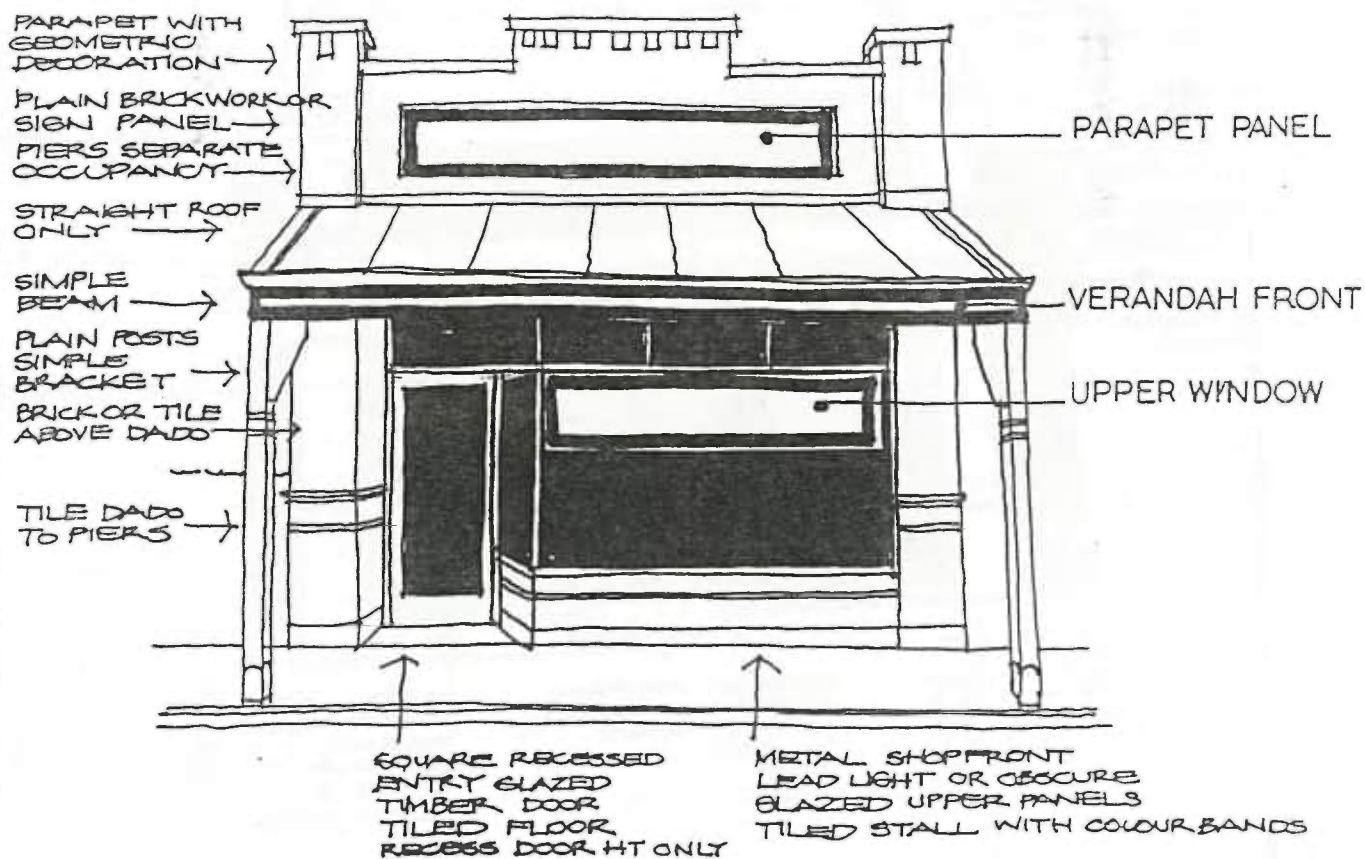 PARAPET WITH
GEOMETRIC
DECORATION
PLAIN BRICKWORK OR
SIGN PANEL
PIERS SEPARATE
OCCUPANCY
STRAIGHT ROOF
ONLY
SIMPLE
BEAM
PLAIN POSTS
SIMPLE
BRACKET
BRICK OR TILE
ABOVE DADO
TILE DADO
TO PIERS
PARAPET PANEL
VERANDAH FRONT
UPPER WINDOW
SQUARE RECESSED
ENTRY GLAZED
TIMBER DOOR
TILED FLOOR
RECESS DOOR HT ONLY
METAL SHOPFRONT
LEAD LIGHT OR OBSCURE
GLAZED UPPER PANELS
TILED STALL WITH COLOUR BANDS